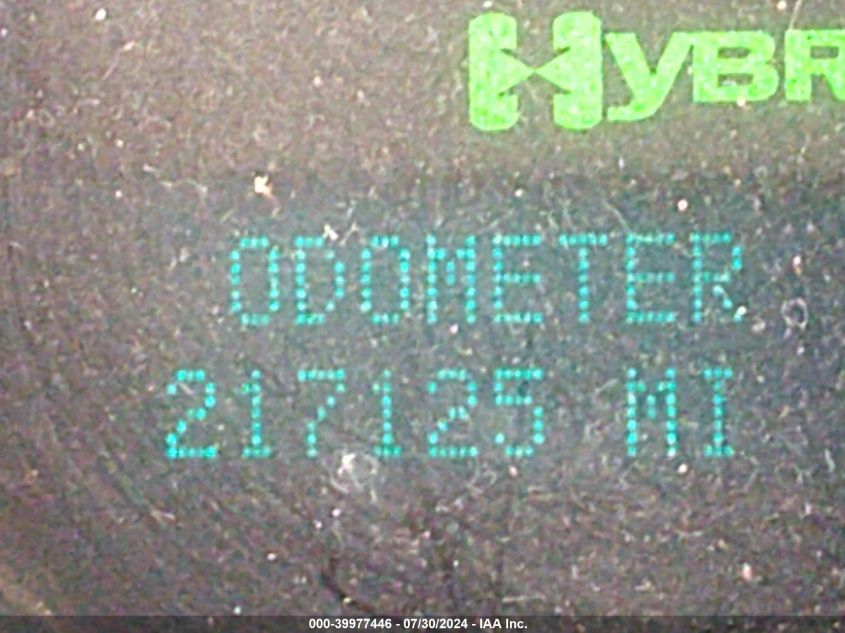 HYBR
ODOMETER
217125 MI
000-39977446 - 07/30/2024 - IAA Inc.